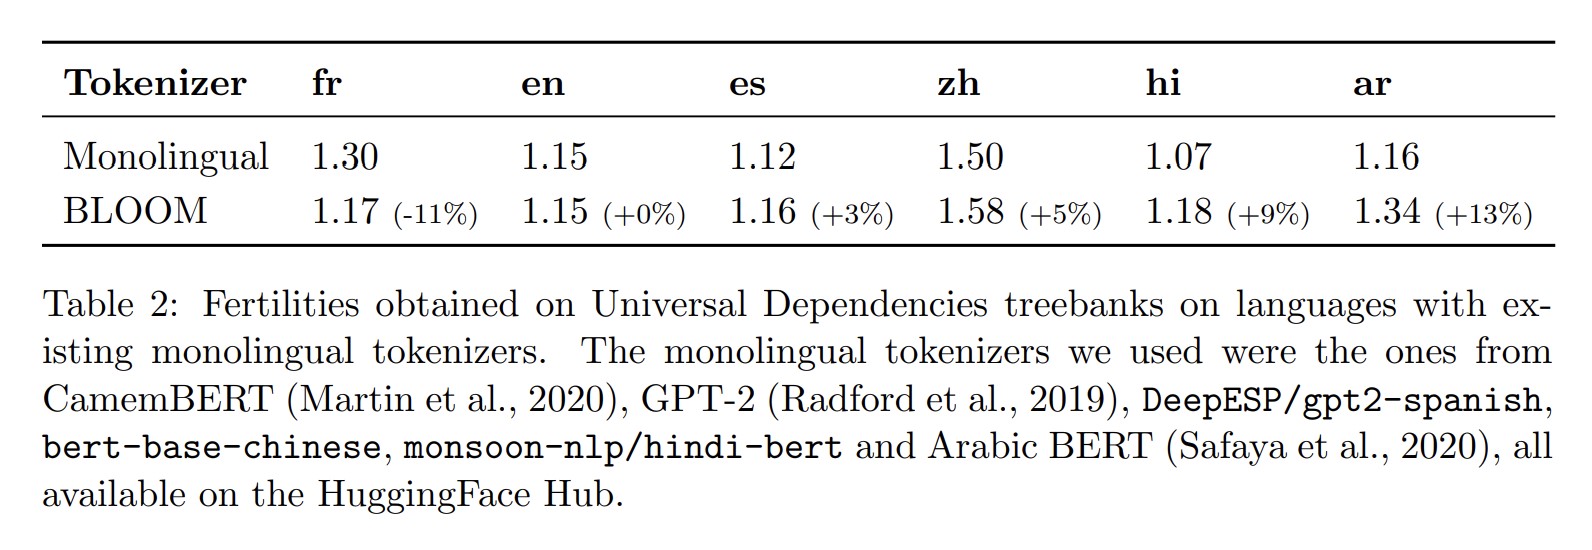 Tokenizer fr en es zh hi ar
Monolingual 1.30 1.15 1.12 1.50 1.07 1.16
BLOOM 1.17 (-11%) 1.15 (+0%) 1.16 (+3%) 1.58 (+5%) 1.18 (+9%) 1.34 (+13%)
Table 2: Fertilities obtained on Universal Dependencies treebanks on languages with ex-
isting monolingual tokenizers. The monolingual tokenizers we used were the ones from
CamemBERT (Martin et al., 2020), GPT-2 (Radford et al., 2019), DeepESP/gpt2-spanish,
bert-base-chinese, monsoon-nlp/hindi-bert and Arabic BERT (Safaya et al., 2020), all
available on the HuggingFace Hub.